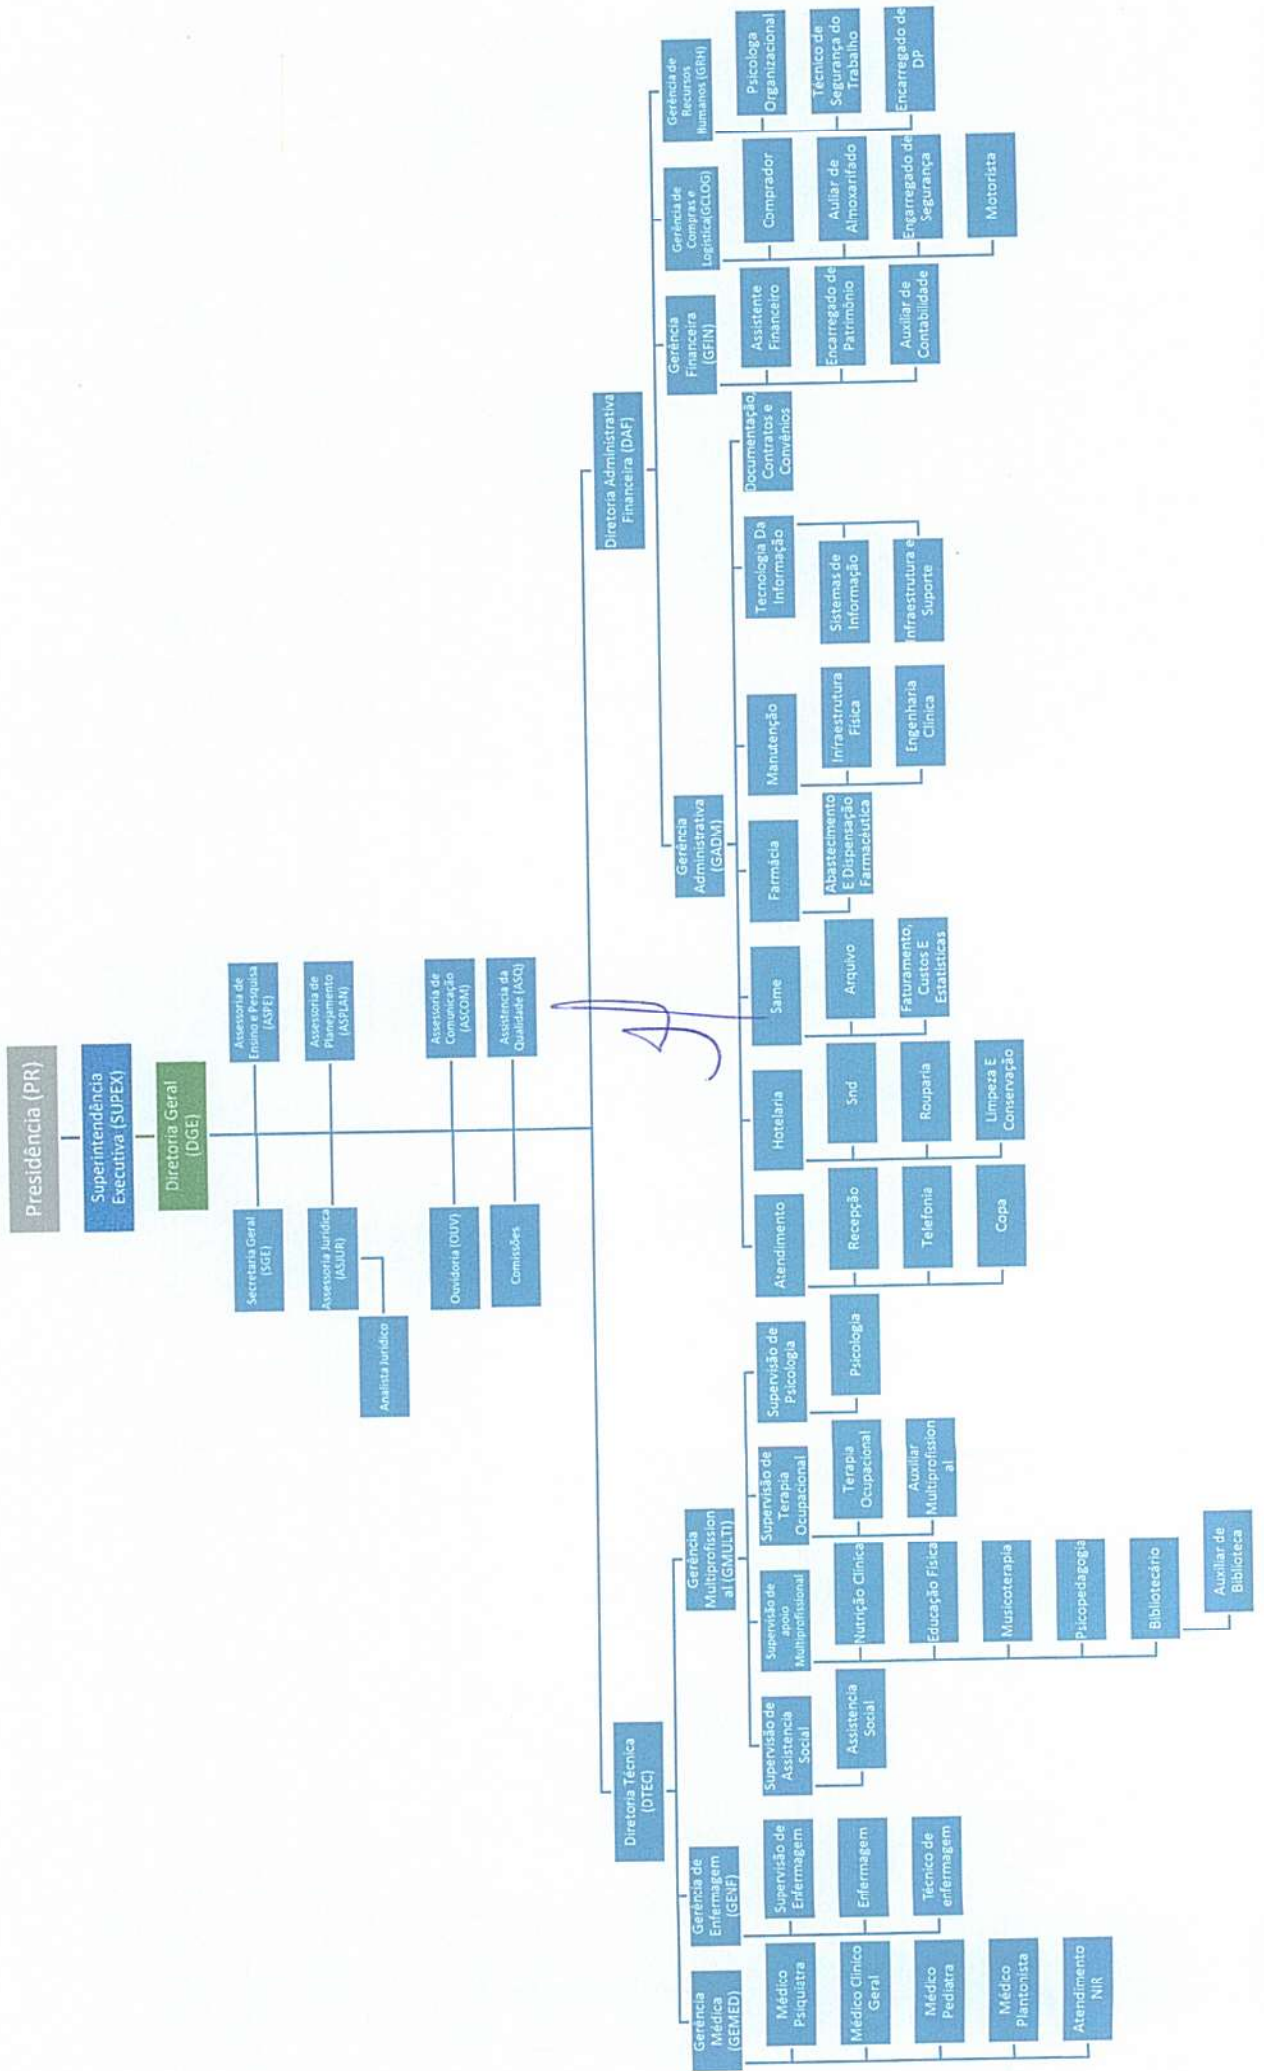 Presidência (PR)
Superintendência
Executiva (SUPEX)
Diretoria Geral
(DGE)
Secretaria Geral
(SGE)
Assessoria de
Ensino e Pesquisa
(ASPE)
Assessoria Jurídica
(ASJUR)
Assessoria de
Planejamento
(ASPLAN)
Analista Jurídico
Ouvidoria (OUV)
Assessoria de
Comunicação
(ASCOM)
Comissões
Assistencia da
Qualidade (ASQ)
Diretoria Técnica
(DTEC)
Diretoria Administrativa
Financeira (DAF)
Gerência
Médica
(GEMED)
Médico
Psiquiatra
Médico Clinico
Geral
Médico
Pediatra
Médico
Plantonista
Atendimento
NIR
Gerência de
Enfermagem
(GENF)
Supervisão de
Enfermagem
Enfermagem
Técnico de
enfermagem
Gerência
Multiprofission
al (GMULTI)
Supervisão de
Assistencia
Social
Assistencia
Social
Supervisão de
apoio
Multiprofissional
Nutrição Clínica
Educação Física
Musicoterapia
Psicopedagogia
Bibliotecário
Auxiliar de
Biblioteca
Supervisão de
Terapia
Ocupacional
Terapia
Ocupacional
Auxiliar
Multiprofission
al
Supervisão de
Psicologia
Psicologia
Gerência
Administrativa
(GADM)
Atendimento
Recepção
Telefonia
Copa
Hotelaria
Snd
Rouparia
Limpeza E
Conservação
Same
Arquivo
Faturamento,
Custos E
Estatísticas
Farmácia
Abastecimento
E Dispensação
Farmacêutica
Manutenção
Infraestrutura
Física
Engenharia
Clínica
Tecnologia Da
Informação
Sistemas de
Informação
Infraestrutura e
Suporte
Documentação,
Contratos e
Convênios
Gerência
Financeira
(GFIN)
Assistente
Financeiro
Encarregado de
Patrimônio
Auxiliar de
Contabilidade
Gerência de
Compras e
Logística(GCLOG)
Comprador
Auliar de
Almoxarifado
Engarregado de
Segurança
Motorista
Gerência de
Recursos
Humanos (GRH)
Psicologa
Organizacional
Técnico de
Segurança do
Trabalho
Encarregado de
DP